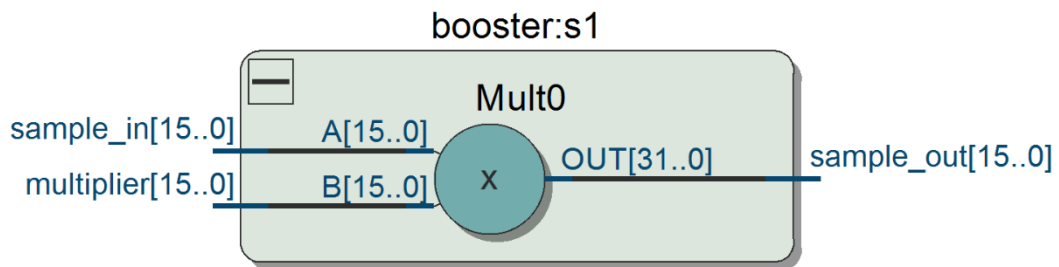 booster:s1
Mult0
sample_in[15..0] A[15..0] OUT[31..0] sample_out[15..0]
multiplier[15..0] B[15..0] x